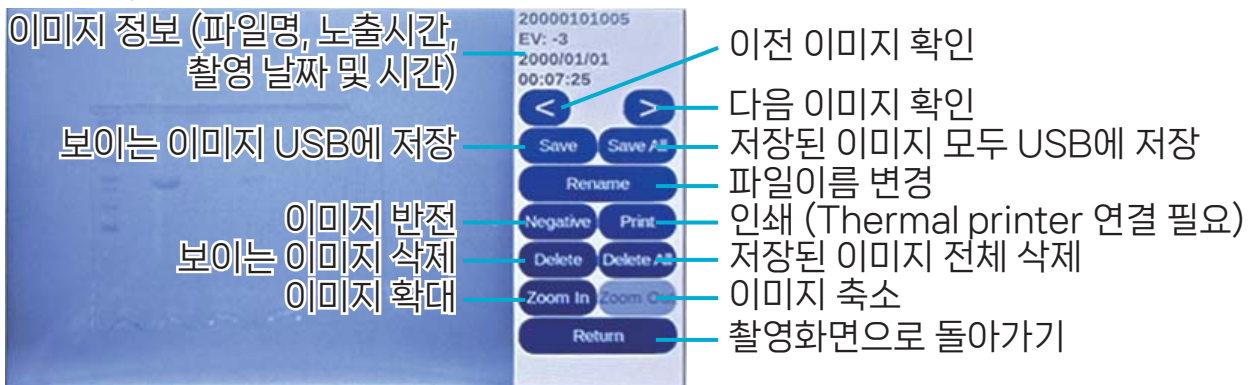 이미지 정보 (파일명, 노출시간,
촬영 날짜 및 시간)
20000101005
EV: -3
2000/01/01
00:07:25
이전 이미지 확인
<
>
다음 이미지 확인
보이는 이미지 USB에 저장
Save
Save All
저장된 이미지 모두 USB에 저장
Rename
파일이름 변경
이미지 반전
Negative
Print
인쇄 (Thermal printer 연결 필요)
보이는 이미지 삭제
Delete
Delete All
저장된 이미지 전체 삭제
이미지 확대
Zoom In
Zoom Out
이미지 축소
Return
촬영화면으로 돌아가기